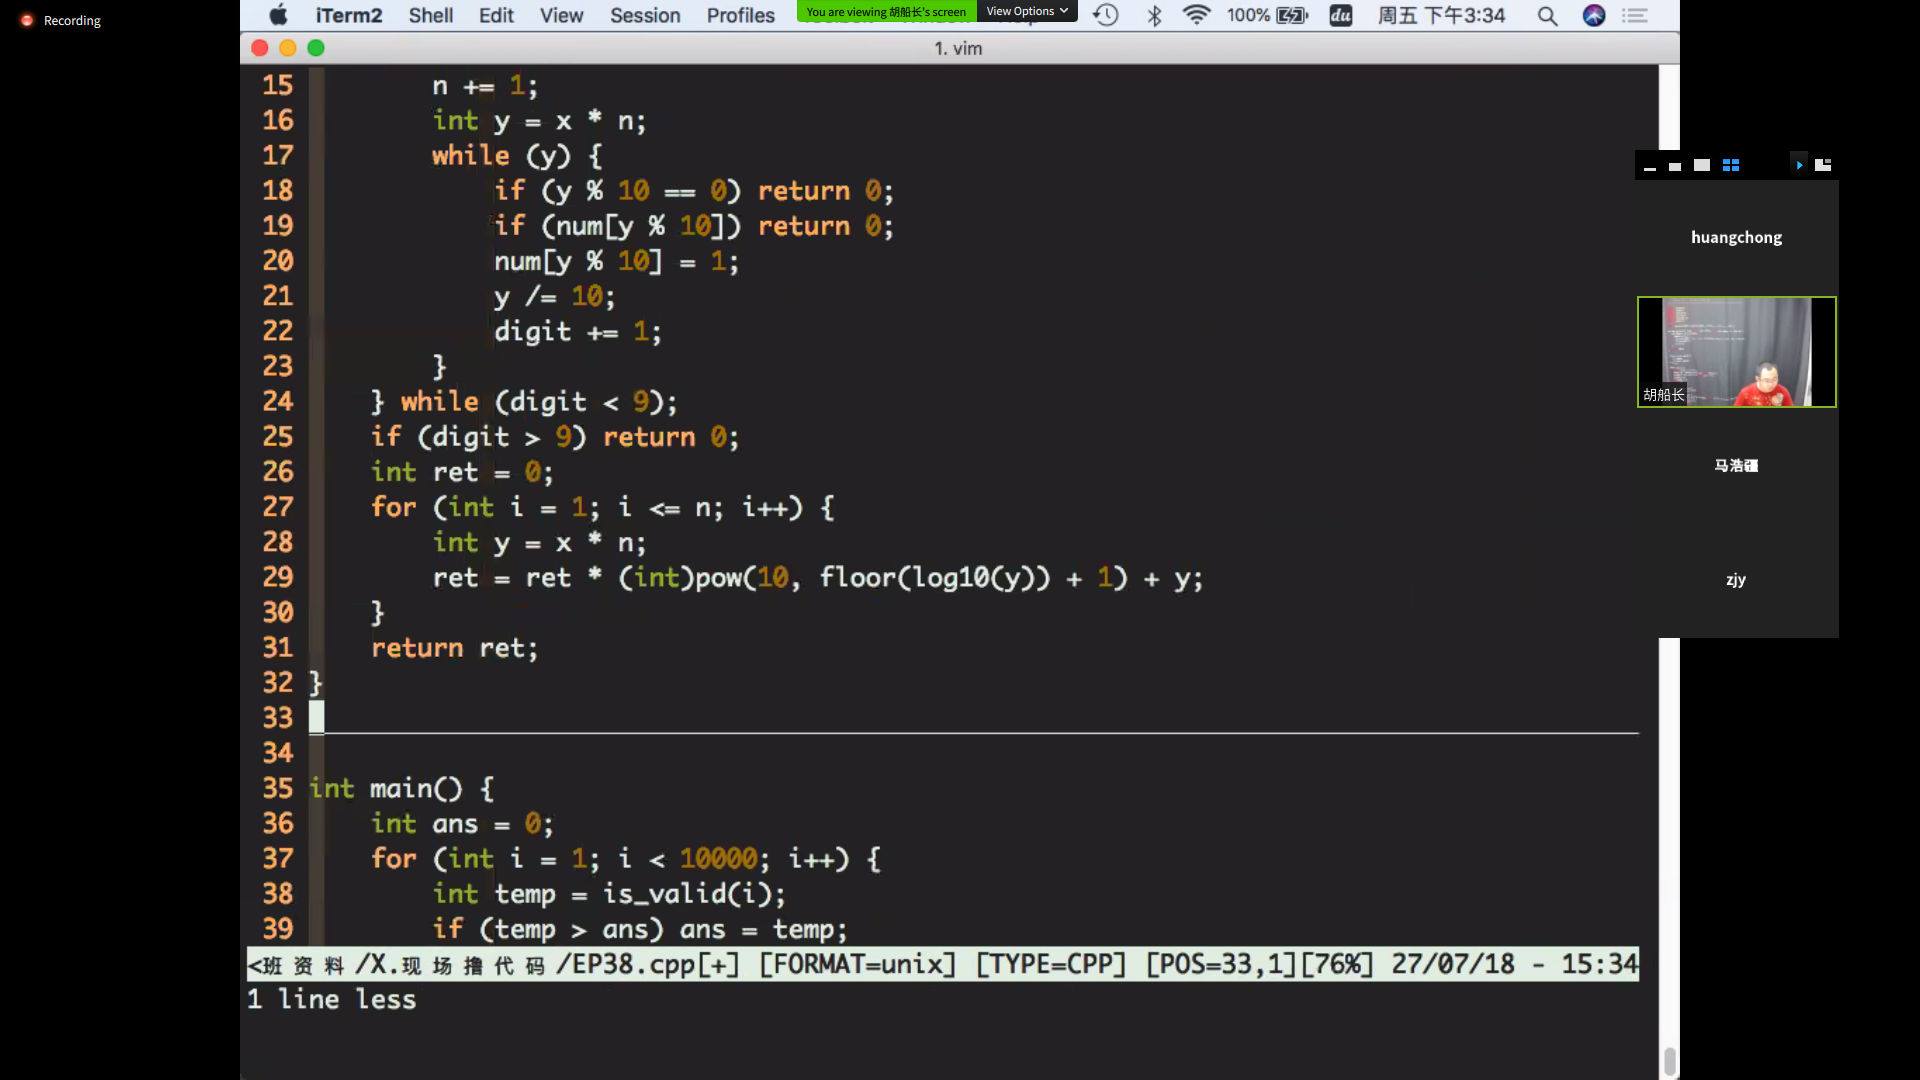 Recording
iTerm2 Shell Edit View Session Profiles
You are viewing 胡船长's screen View Options
100% du 周五 下午3:34
1. vim
15 n += 1;
16 int y = x * n;
17 while (y) {
18 if (y % 10 == 0) return 0;
19 if (num[y % 10]) return 0;
20 num[y % 10] = 1;
21 y /= 10;
22 digit += 1;
23 }
24 } while (digit < 9);
25 if (digit > 9) return 0;
26 int ret = 0;
27 for (int i = 1; i <= n; i++) {
28 int y = x * n;
29 ret = ret * (int)pow(10, floor(log10(y)) + 1) + y;
30 }
31 return ret;
32 }
33
34
35 int main() {
36 int ans = 0;
37 for (int i = 1; i < 10000; i++) {
38 int temp = is_valid(i);
39 if (temp > ans) ans = temp;
<班资料/X.现场撸代码/EP38.cpp[+] [FORMAT=unix] [TYPE=CPP] [POS=33,1][76%] 27/07/18 - 15:34
1 line less
huangchong
胡船长
马浩疆
zjy